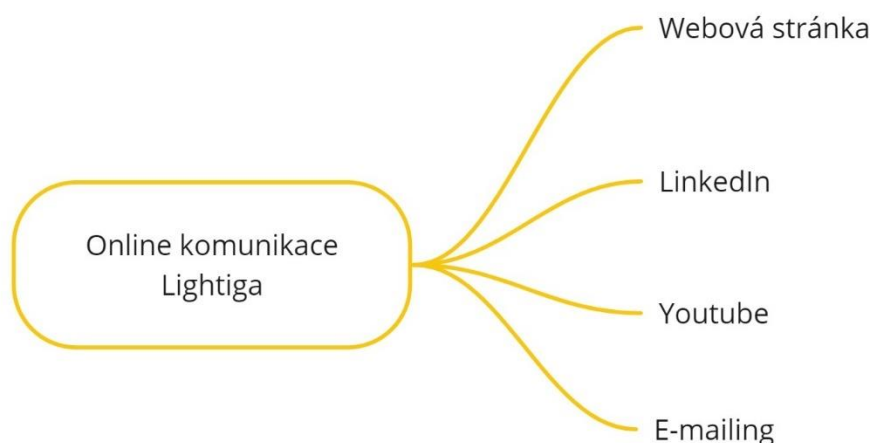 Webová stránka
LinkedIn
Online komunikace
Lightiga
Youtube
E-mailing